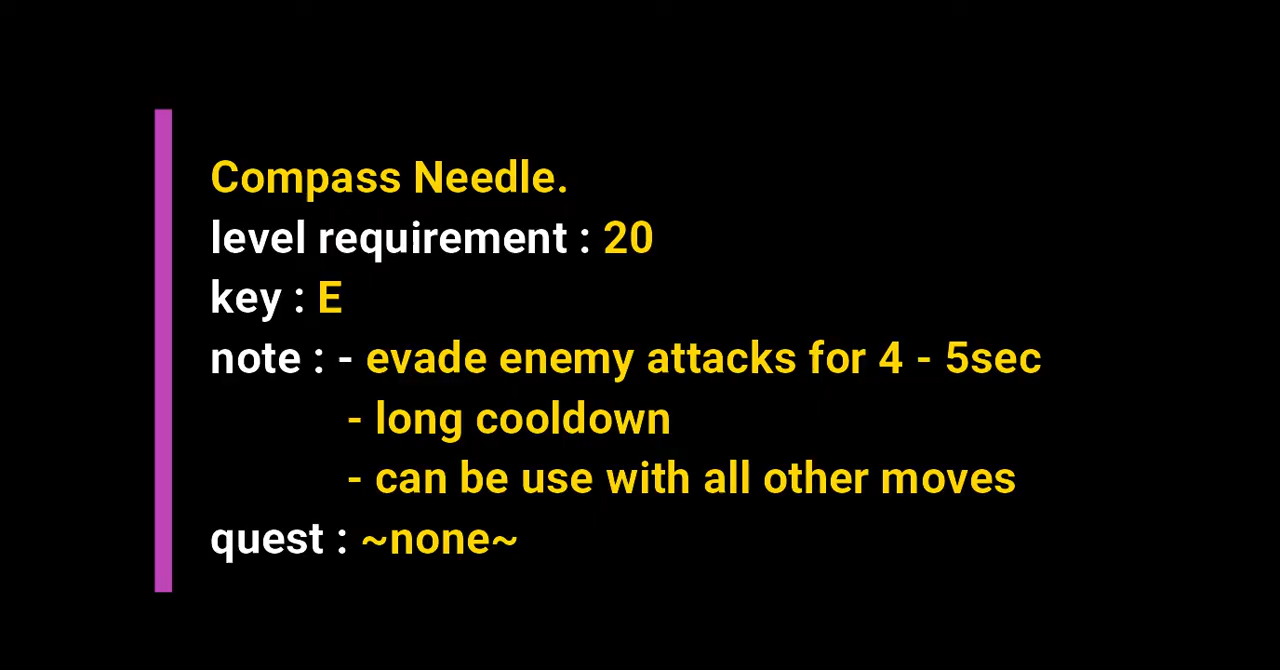 Compass Needle.
level requirement : 20
key : E
note : - evade enemy attacks for 4 - 5sec
- long cooldown
- can be use with all other moves
quest : ~none~